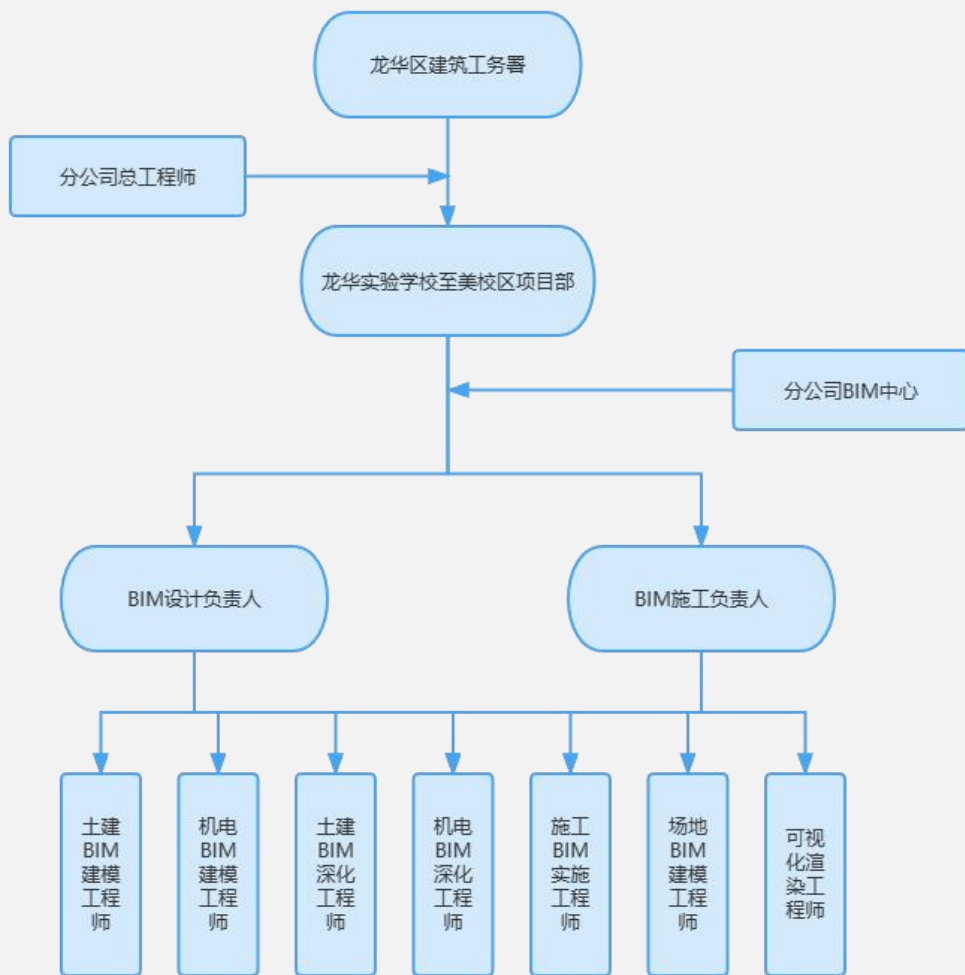 龙华区建筑工务署
分公司总工程师
龙华实验学校至美校区项目部
分公司BIM中心
BIM设计负责人
BIM施工负责人
土建
BIM
建模
工程
师
机电
BIM
建模
工程
师
土建
BIM
深化
工程
师
机电
BIM
深化
工程
师
施工
BIM
实施
工程
师
场地
BIM
建模
工程
师
可视
化渲
染工
程师